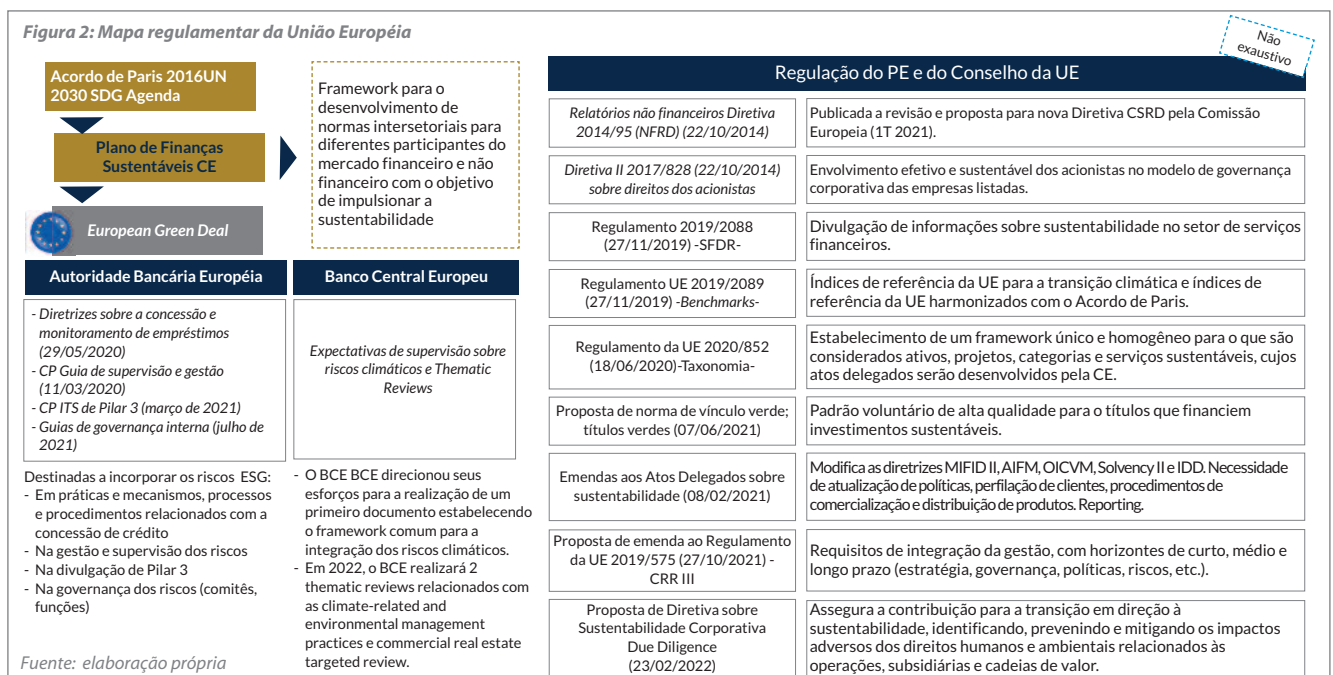 Figura 2: Mapa regulamentar da União Européia
Não
exaustivo
Acordo de Paris 2016UN
2030 SDG Agenda
Plano de Finanças
Sustentáveis CE
European Green Deal
Framework para o
desenvolvimento de
normas intersetoriais para
diferentes participantes do
mercado financeiro e não
financeiro com o objetivo
de impulsionar a
sustentabilidade
Autoridade Bancária Européia
- Diretrizes sobre a concessão e
monitoramento de empréstimos
(29/05/2020)
- CP Guia de supervisão e gestão
(11/03/2020)
- CP ITS de Pilar 3 (março de 2021)
- Guias de governança interna (julho de
2021)
Destinadas a incorporar os riscos ESG:
- Em práticas e mecanismos, processos
e procedimentos relacionados com a
concessão de crédito
- Na gestão e supervisão dos riscos
- Na divulgação de Pilar 3
- Na governança dos riscos (comitês,
funções)
Banco Central Europeu
Expectativas de supervisão sobre
riscos climáticos e Thematic
Reviews
- O BCE BCE direcionou seus
esforços para a realização de um
primeiro documento estabelecendo
o framework comum para a
integração dos riscos climáticos.
- Em 2022, o BCE realizará 2
thematic reviews relacionados com
as climate-related and
environmental management
practices e commercial real estate
targeted review.
Regulação do PE e do Conselho da UE
Relatórios não financeiros Diretiva
2014/95 (NFRD) (22/10/2014)
Publicada a revisão e proposta para nova Diretiva CSRD pela Comissão
Europeia (1T 2021).
Diretiva II 2017/828 (22/10/2014)
sobre direitos dos acionistas
Envolvimento efetivo e sustentável dos acionistas no modelo de governança
corporativa das empresas listadas.
Regulamento 2019/2088
(27/11/2019) -SFDR-
Divulgação de informações sobre sustentabilidade no setor de serviços
financeiros.
Regulamento UE 2019/2089
(27/11/2019) -Benchmarks-
Índices de referência da UE para a transição climática e índices de
referência da UE harmonizados com o Acordo de Paris.
Regulamento da UE 2020/852
(18/06/2020)-Taxonomia-
Estabelecimento de um framework único e homogêneo para o que são
considerados ativos, projetos, categorias e serviços sustentáveis, cujos
atos delegados serão desenvolvidos pela CE.
Proposta de norma de vínculo verde;
títulos verdes (07/06/2021)
Padrão voluntário de alta qualidade para o títulos que financiem
investimentos sustentáveis.
Emendas aos Atos Delegados sobre
sustentabilidade (08/02/2021)
Modifica as diretrizes MIFID II, AIFM, OICVM, Solvency II e IDD. Necessidade
de atualização de políticas, perfilação de clientes, procedimentos de
comercialização e distribuição de produtos. Reporting.
Proposta de emenda ao Regulamento
da UE 2019/575 (27/10/2021) -
CRR III
Requisitos de integração da gestão, com horizontes de curto, médio e
longo prazo (estratégia, governança, políticas, riscos, etc.).
Proposta de Diretiva sobre
Sustentabilidade Corporativa
Due Diligence
(23/02/2022)
Assegura a contribuição para a transição em direção à
sustentabilidade, identificando, prevenindo e mitigando os impactos
adversos dos direitos humanos e ambientais relacionados às
operações, subsidiárias e cadeias de valor.
Fuente: elaboração própria